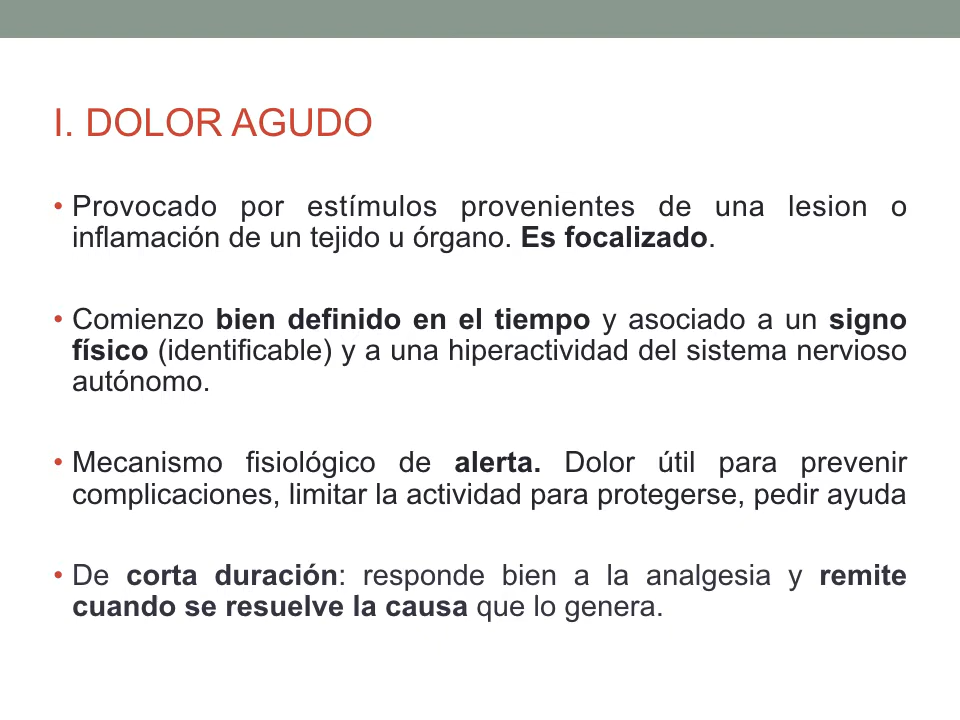 I. DOLOR AGUDO
• Provocado por estímulos provenientes de una lesion o
inflamación de un tejido u órgano. Es focalizado.
• Comienzo bien definido en el tiempo y asociado a un signo
físico (identificable) y a una hiperactividad del sistema nervioso
autónomo.
• Mecanismo fisiológico de alerta. Dolor útil para prevenir
complicaciones, limitar la actividad para protegerse, pedir ayuda
• De corta duración: responde bien a la analgesia y remite
cuando se resuelve la causa que lo genera.